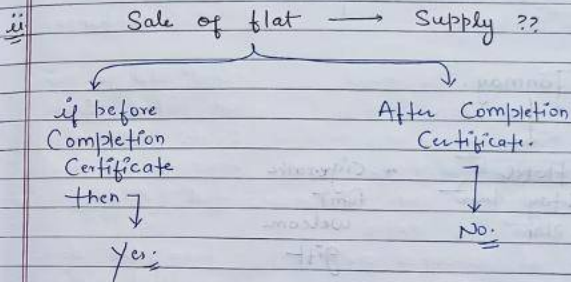 ii Sale of flat → Supply ??
if before
Completion
Certificate
then
Yes.
After Completion
Certificate.
No.